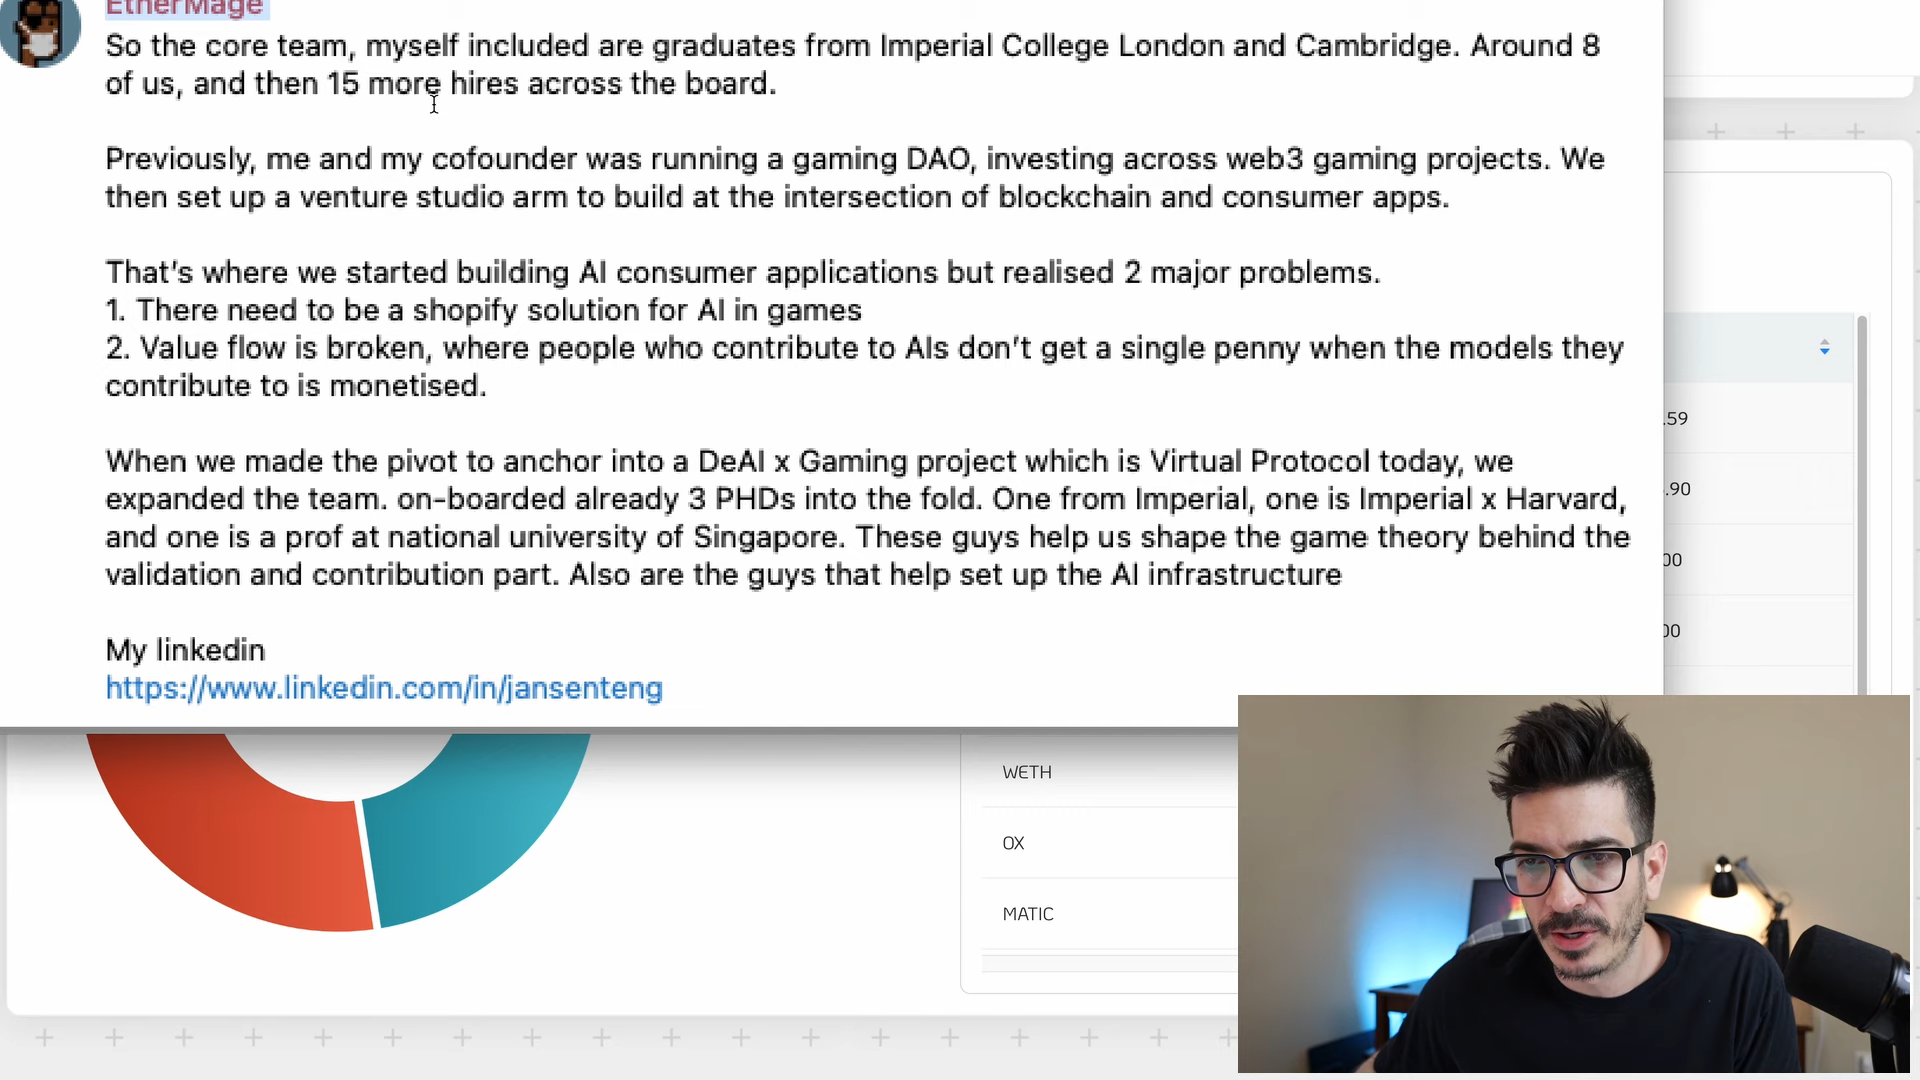 EtherMage
So the core team, myself included are graduates from Imperial College London and Cambridge. Around 8
of us, and then 15 more hires across the board.
Previously, me and my cofounder was running a gaming DAO, investing across web3 gaming projects. We
then set up a venture studio arm to build at the intersection of blockchain and consumer apps.
That's where we started building AI consumer applications but realised 2 major problems.
1. There need to be a shopify solution for AI in games
2. Value flow is broken, where people who contribute to AIs don't get a single penny when the models they
contribute to is monetised.
When we made the pivot to anchor into a DeAI x Gaming project which is Virtual Protocol today, we
expanded the team. on-boarded already 3 PHDs into the fold. One from Imperial, one is Imperial x Harvard,
and one is a prof at national university of Singapore. These guys help us shape the game theory behind the
validation and contribution part. Also are the guys that help set up the AI infrastructure
My linkedin
https://www.linkedin.com/in/jansenteng
.59
.90
00
00
WETH
OX
MATIC